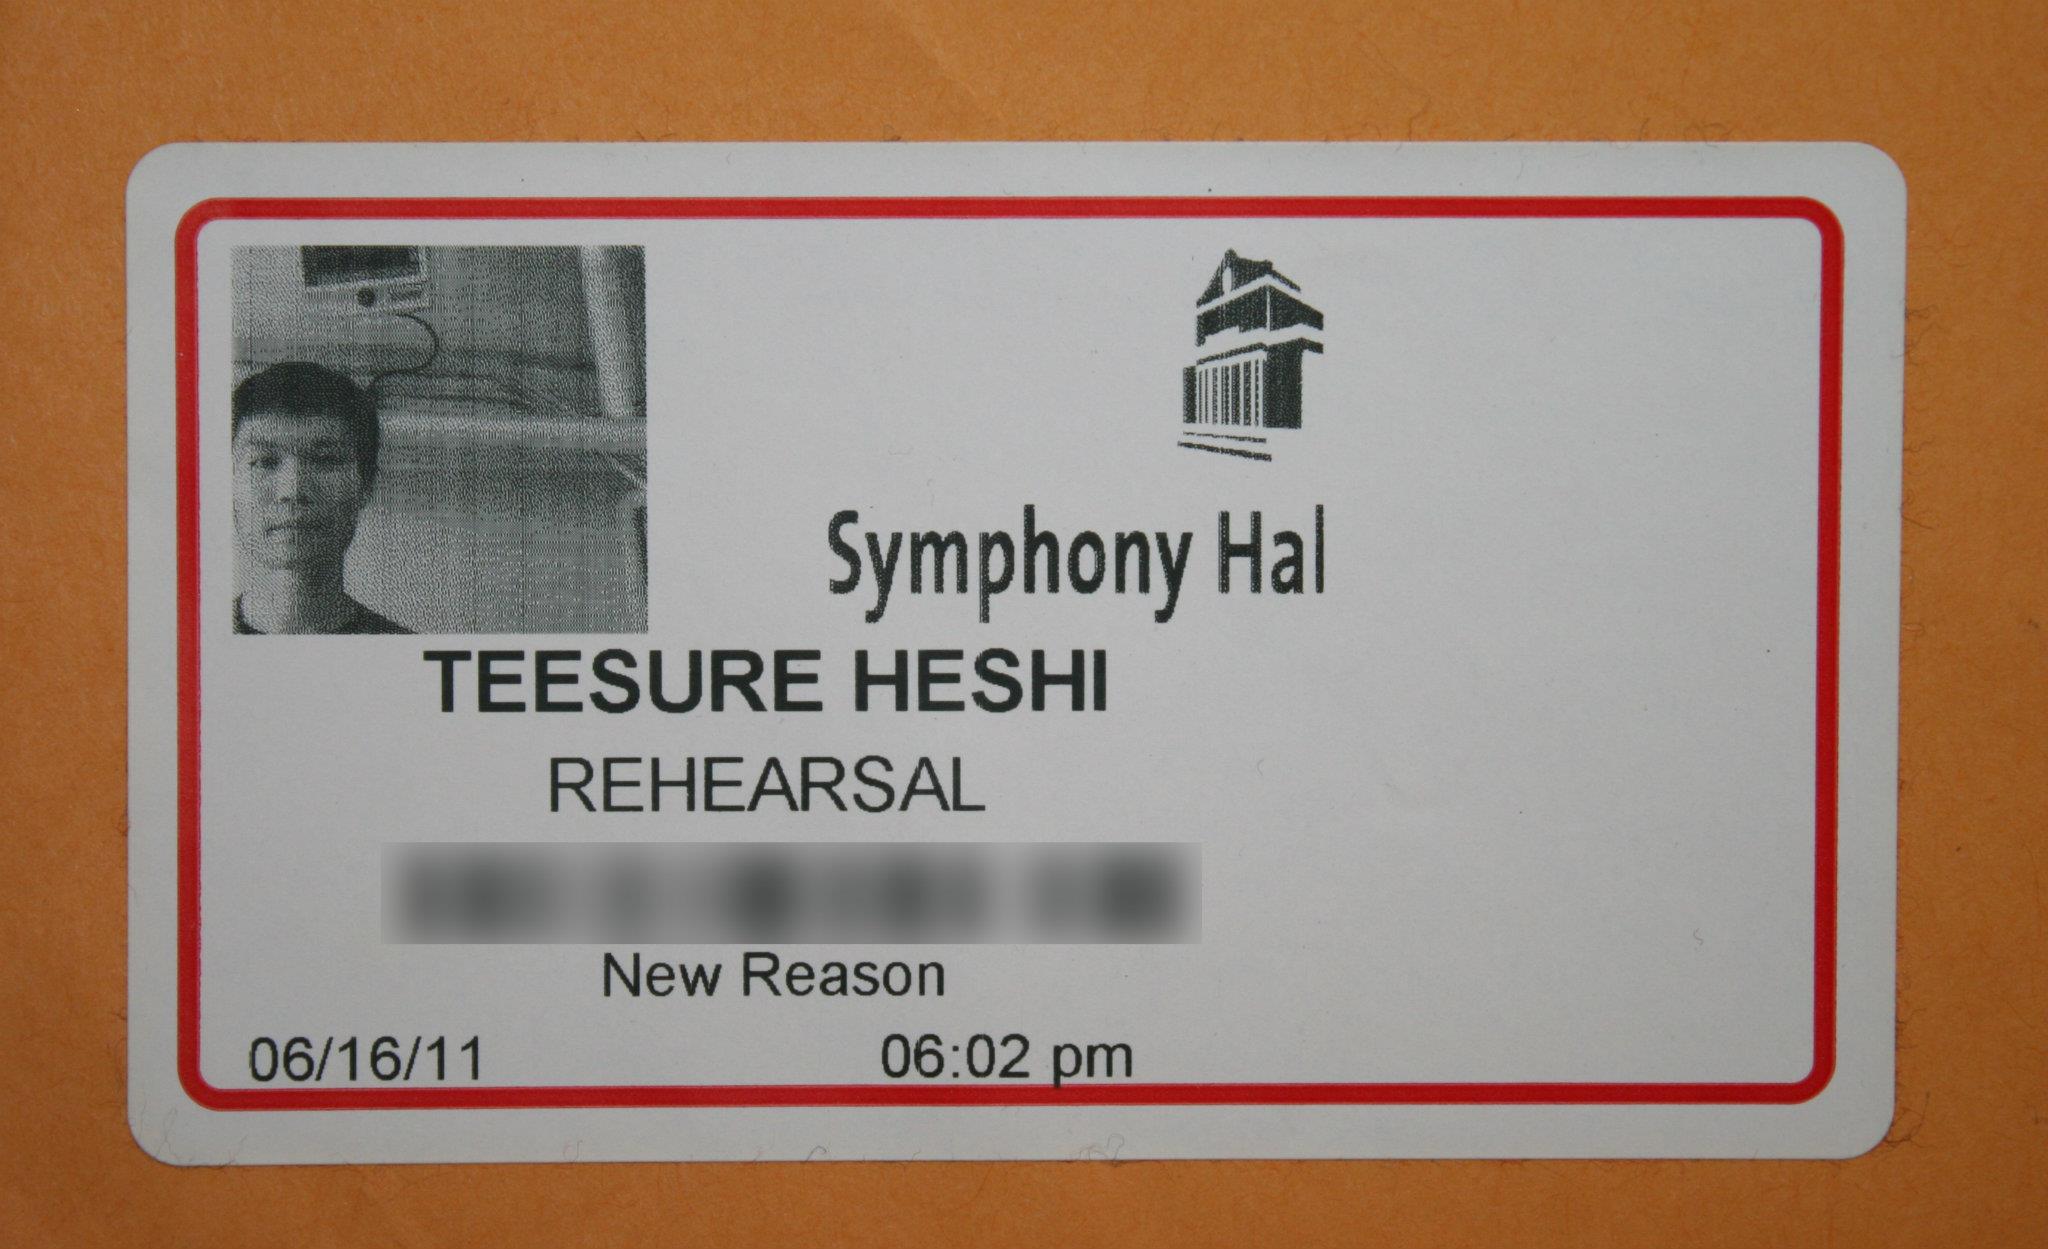 Symphony Hal
TEESURE HESHI
REHEARSAL
New Reason
06/16/11 06:02 pm